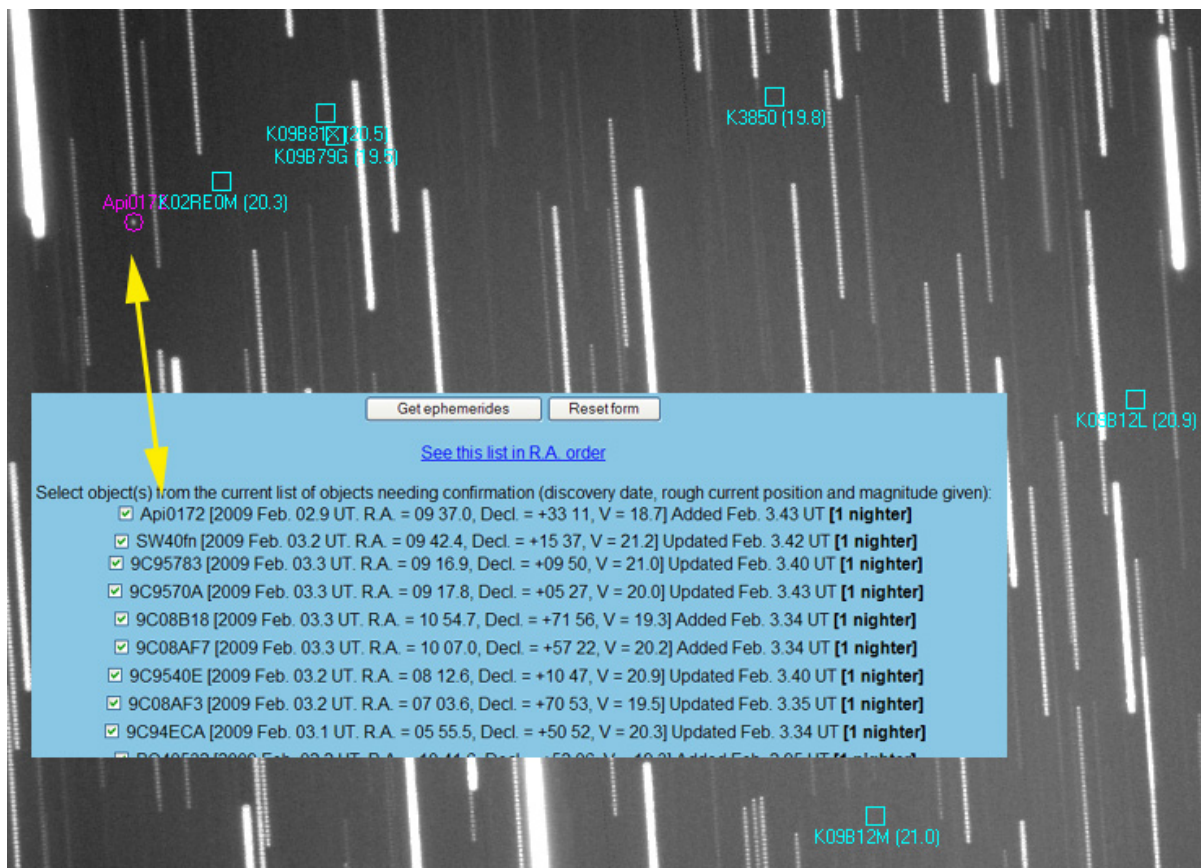 K09B81 (20.5)
K3850 (19.8)
K09B79G (19.5)
Api0172
K02RE0M (20.3)
K09B12L (20.9)
Get ephemerides
Reset form
See this list in R.A. order
Select object(s) from the current list of objects needing confirmation (discovery date, rough current position and magnitude given):
Api0172 [2009 Feb. 02.9 UT. R.A. = 09 37.0, Decl. = +33 11, V = 18.7] Added Feb. 3.43 UT [1 nighter]
SW40fn [2009 Feb. 03.2 UT. R.A. = 09 42.4, Decl. = +15 37, V = 21.2] Updated Feb. 3.42 UT [1 nighter]
9C95783 [2009 Feb. 03.3 UT. R.A. = 09 16.9, Decl. = +09 50, V = 21.0] Updated Feb. 3.40 UT [1 nighter]
9C9570A [2009 Feb. 03.3 UT. R.A. = 09 17.8, Decl. = +05 27, V = 20.0] Updated Feb. 3.43 UT [1 nighter]
9C08B18 [2009 Feb. 03.3 UT. R.A. = 10 54.7, Decl. = +71 56, V = 19.3] Added Feb. 3.34 UT [1 nighter]
9C08AF7 [2009 Feb. 03.3 UT. R.A. = 10 07.0, Decl. = +57 22, V = 20.2] Added Feb. 3.34 UT [1 nighter]
9C9540E [2009 Feb. 03.2 UT. R.A. = 08 12.6, Decl. = +10 47, V = 20.9] Updated Feb. 3.40 UT [1 nighter]
9C08AF3 [2009 Feb. 03.2 UT. R.A. = 07 03.6, Decl. = +70 53, V = 19.5] Updated Feb. 3.35 UT [1 nighter]
9C94ECA [2009 Feb. 03.1 UT. R.A. = 05 55.5, Decl. = +50 52, V = 20.3] Updated Feb. 3.34 UT [1 nighter]
K09B12M (21.0)